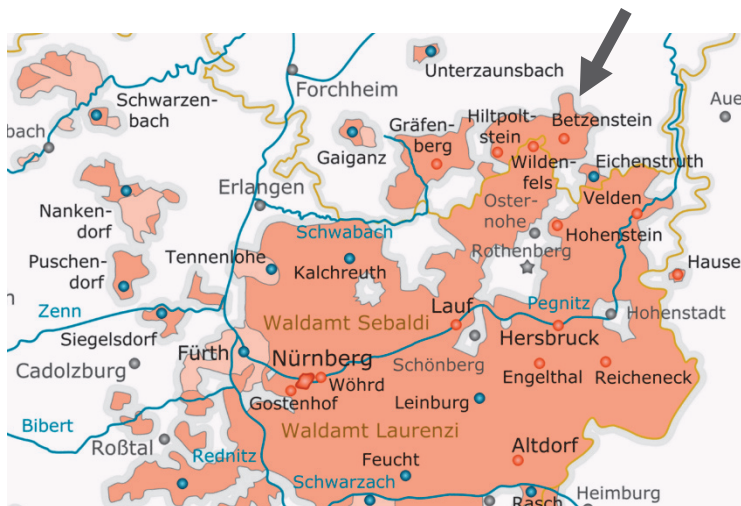 Unterzaunsbach
Forchheim
Schwarzen-
bach
bach
Aue
Gräfen-
berg
Hiltpolt-
stein
Betzenstein
Gaiganz
Wilden-
fels
Eichenstruth
Erlangen
Velden
Nanken-
dorf
Oster-
nohe
Schwabach
Hohenstein
Tennenlohe
Kalchreuth
Rothenberg
Puschen-
dorf
Hause
Zenn
Lauf
Pegnitz
Hohenstadt
Waldamt Sebaldi
Siegelsdorf
Hersbruck
Fürth
Nürnberg
Schönberg
Cadolzburg
Wöhrd
Engelthal
Reicheneck
Gostenhof
Leinburg
Bibert
Waldamt Laurenzi
Roßtal
Rednitz
Altdorf
Feucht
Schwarzach
Rasch
Heimburg